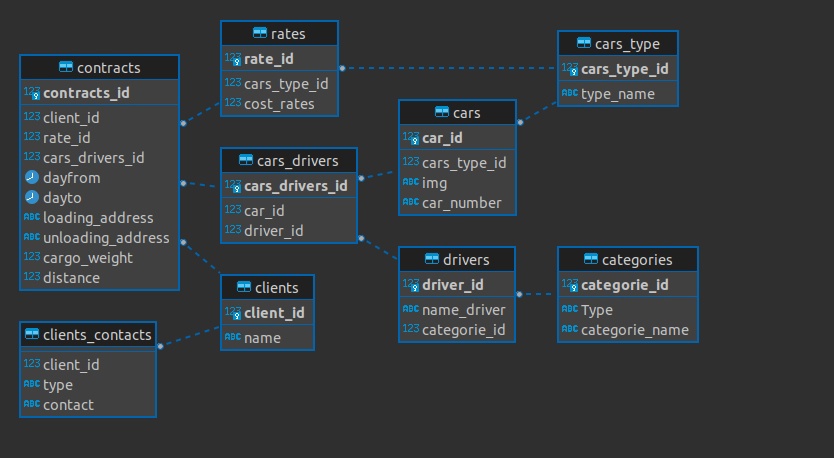 contracts
123 contracts_id
123 client_id
123 rate_id
123 cars_drivers_id
dayfrom
dayto
ABC loading_address
ABC unloading_address
123 cargo_weight
123 distance
clients_contacts
123 client_id
ABC type
ABC contact
rates
123 rate_id
123 cars_type_id
123 cost_rates
cars_drivers
123 cars_drivers_id
123 car_id
123 driver_id
clients
123 client_id
ABC name
cars
123 car_id
123 cars_type_id
ABC img
ABC car_number
drivers
123 driver_id
ABC name_driver
123 categorie_id
cars_type
123 cars_type_id
ABC type_name
categories
123 categorie_id
ABC Type
ABC categorie_name